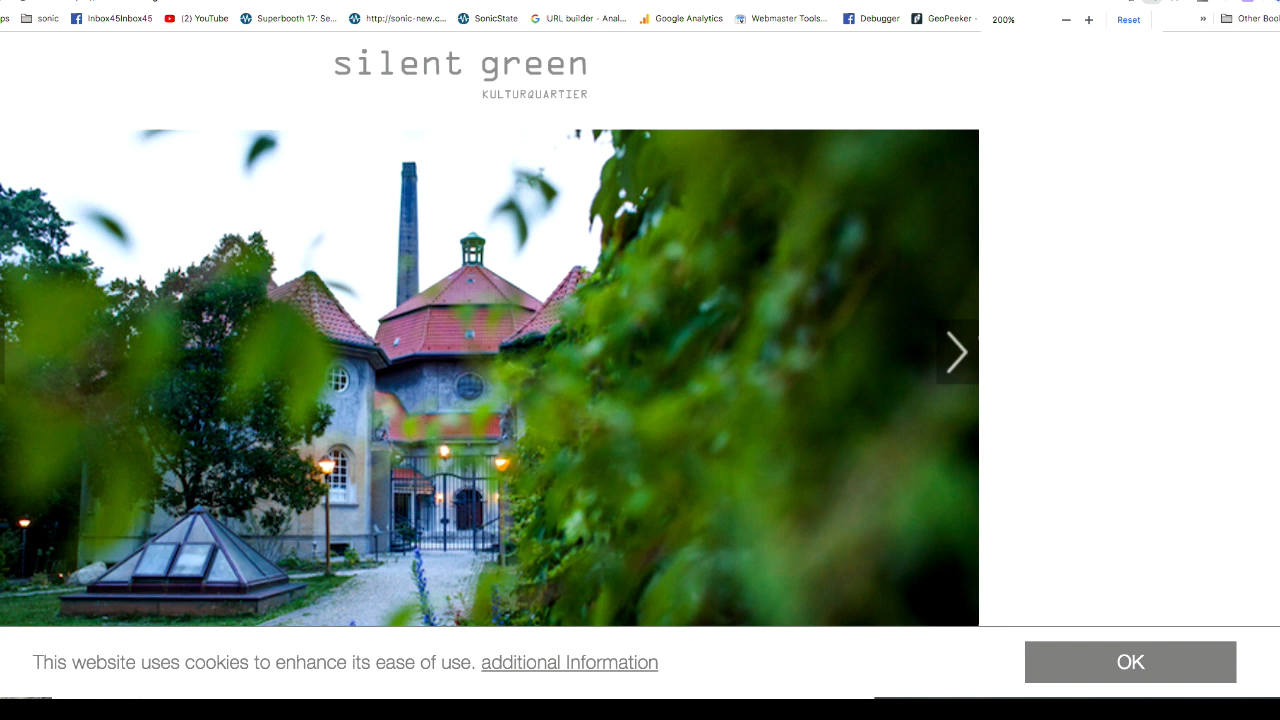 ps sonic Inbox45Inbox45 (2) YouTube Superbooth 17: Se... http://sonic-new.c... SonicState URL builder - Anal... Google Analytics Webmaster Tools... Debugger GeoPeeker - 200% − + Reset » Other Boo
silent green
KULTURQUARTIER
This website uses cookies to enhance its ease of use. additional Information OK